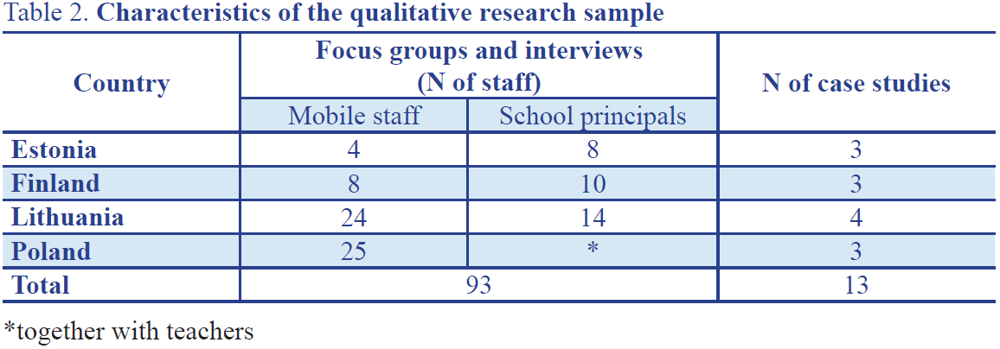 Table 2. Characteristics of the qualitative research sample
Country
Focus groups and interviews
(N of staff)
N of case studies
Mobile staff School principals
Estonia 4 8 3
Finland 8 10 3
Lithuania 24 14 4
Poland 25 * 3
Total 93 13
*together with teachers